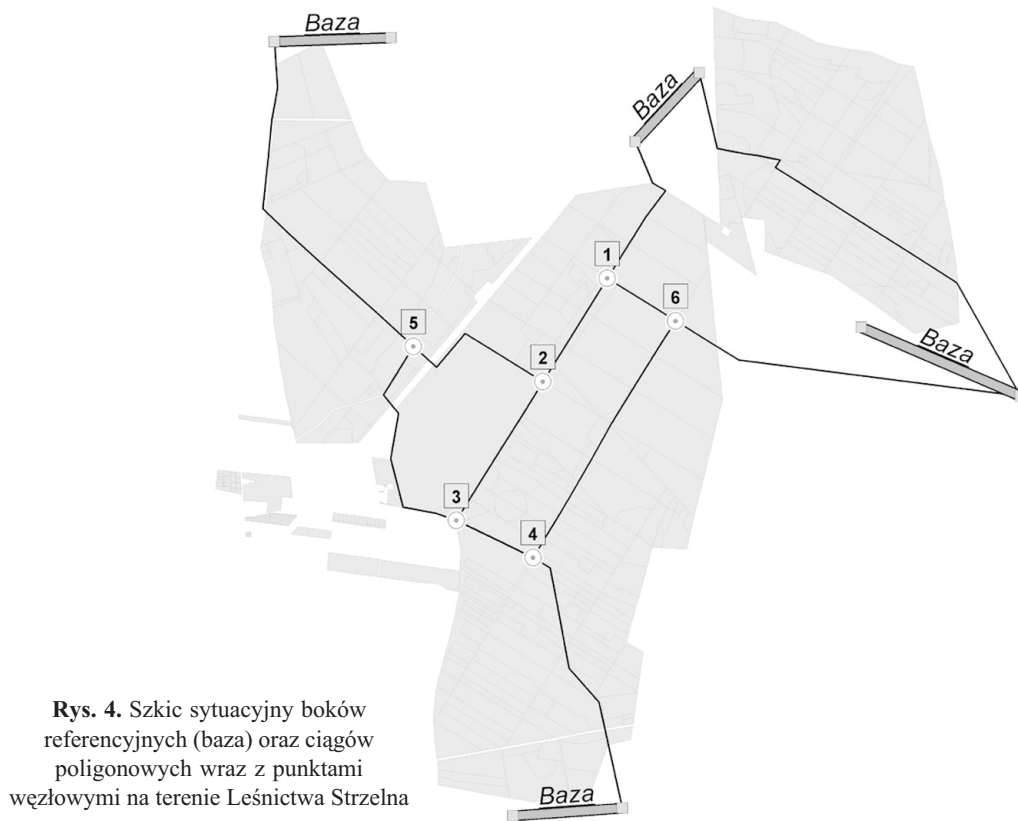 Baza
Baza
1
6
5
2
Baza
3
4
Rys. 4. Szkic sytuacyjny boków
referencyjnych (baza) oraz ciągów
poligonowych wraz z punktami
węzłowymi na terenie Leśnictwa Strzelna
Baza